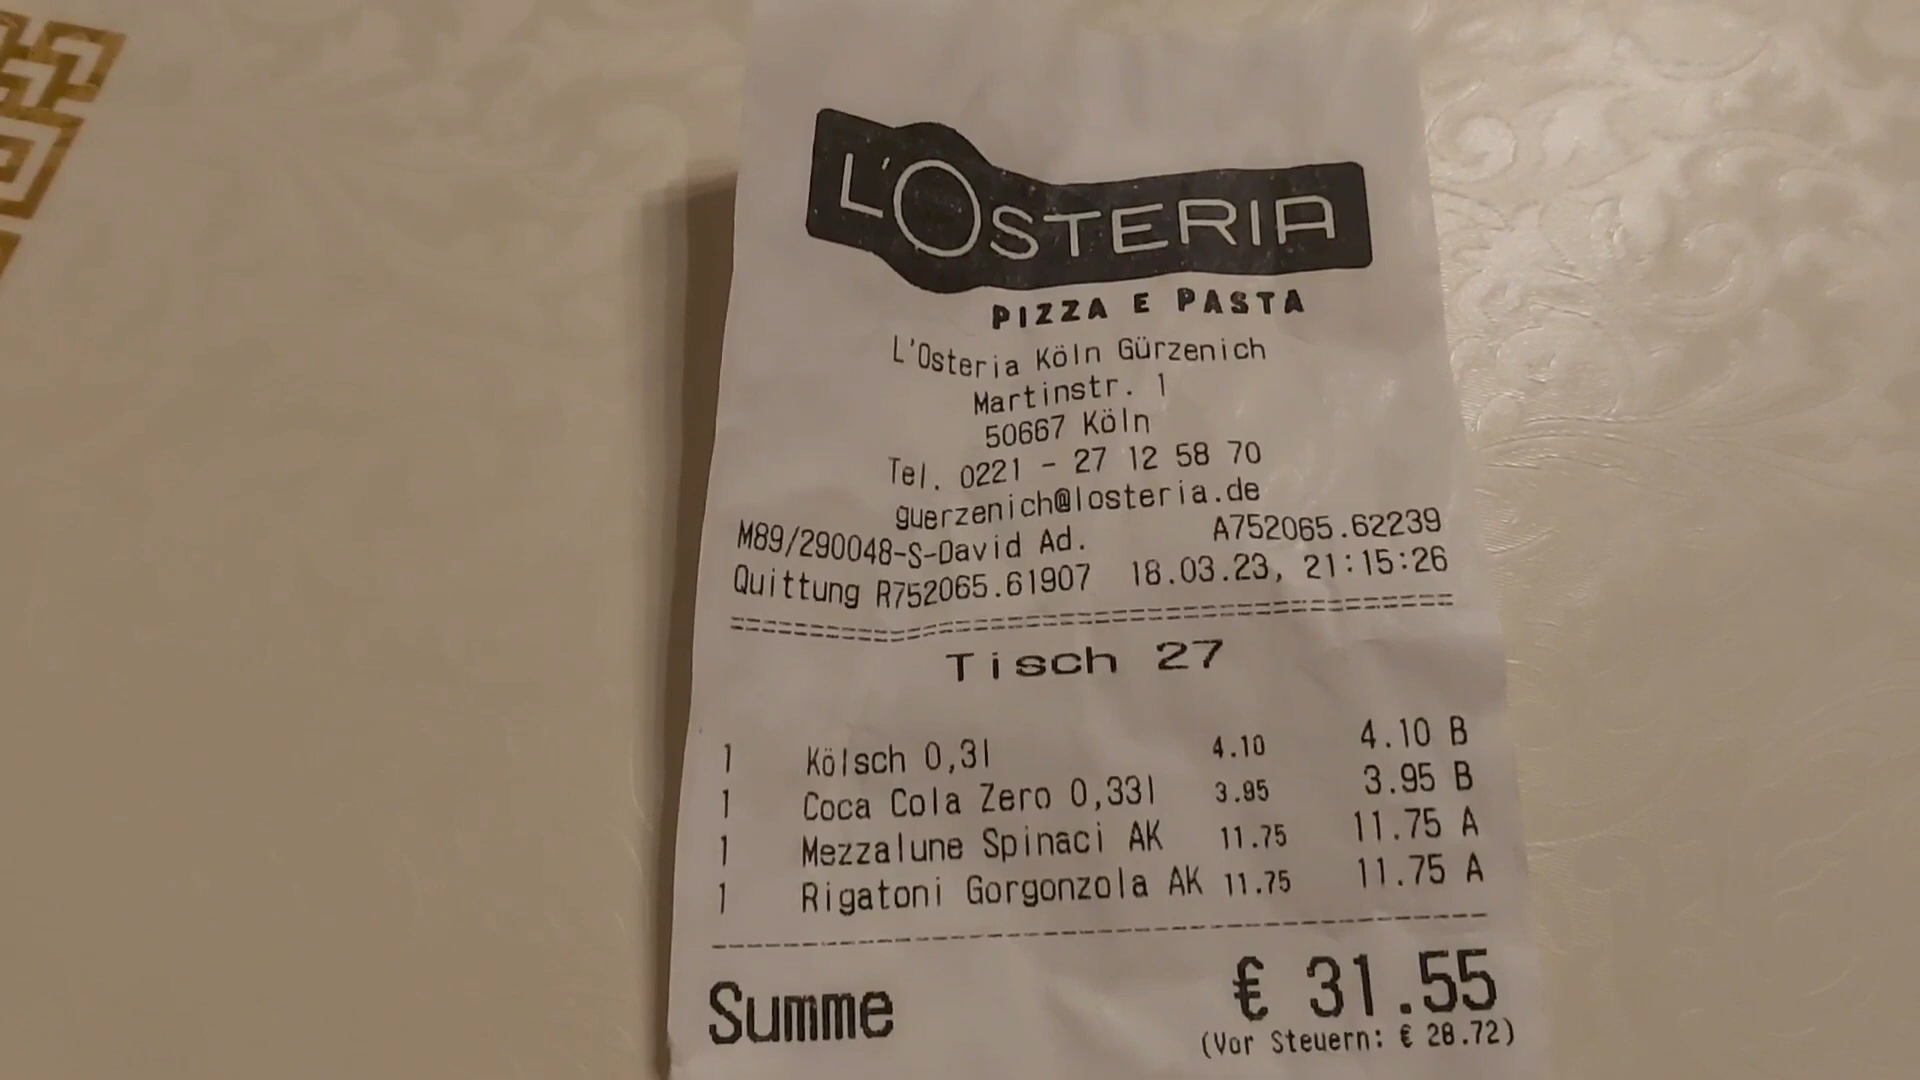 L'OSTERIA
PIZZA E PASTA
L'Osteria Köln Gürzenich
Martinstr. 1
50667 Köln
Tel. 0221 - 27 12 58 70
guerzenich@losteria.de
M89/290048-S-David Ad. A752065.62239
Quittung R752065.61907 18.03.23, 21:15:26
Tisch 27
1 Kölsch 0,3l 4.10 4.10 B
1 Coca Cola Zero 0,33l 3.95 3.95 B
1 Mezzalune Spinaci AK 11.75 11.75 A
1 Rigatoni Gorgonzola AK 11.75 11.75 A
Summe € 31.55
(Vor Steuern: € 28.72)